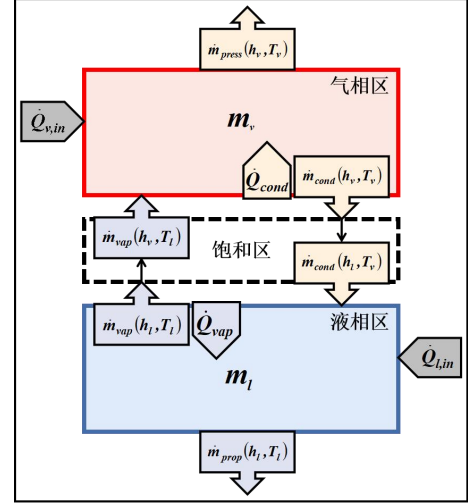 ṁ_press(h_v,T_v)
气相区
Q̇_v,in
m_v
Q̇_cond
ṁ_cond(h_v,T_v)
ṁ_vap(h_v,T_l)
饱和区
ṁ_cond(h_l,T_v)
ṁ_vap(h_l,T_l)
Q̇_vap
液相区
Q̇_l,in
m_l
ṁ_prop(h_l,T_l)